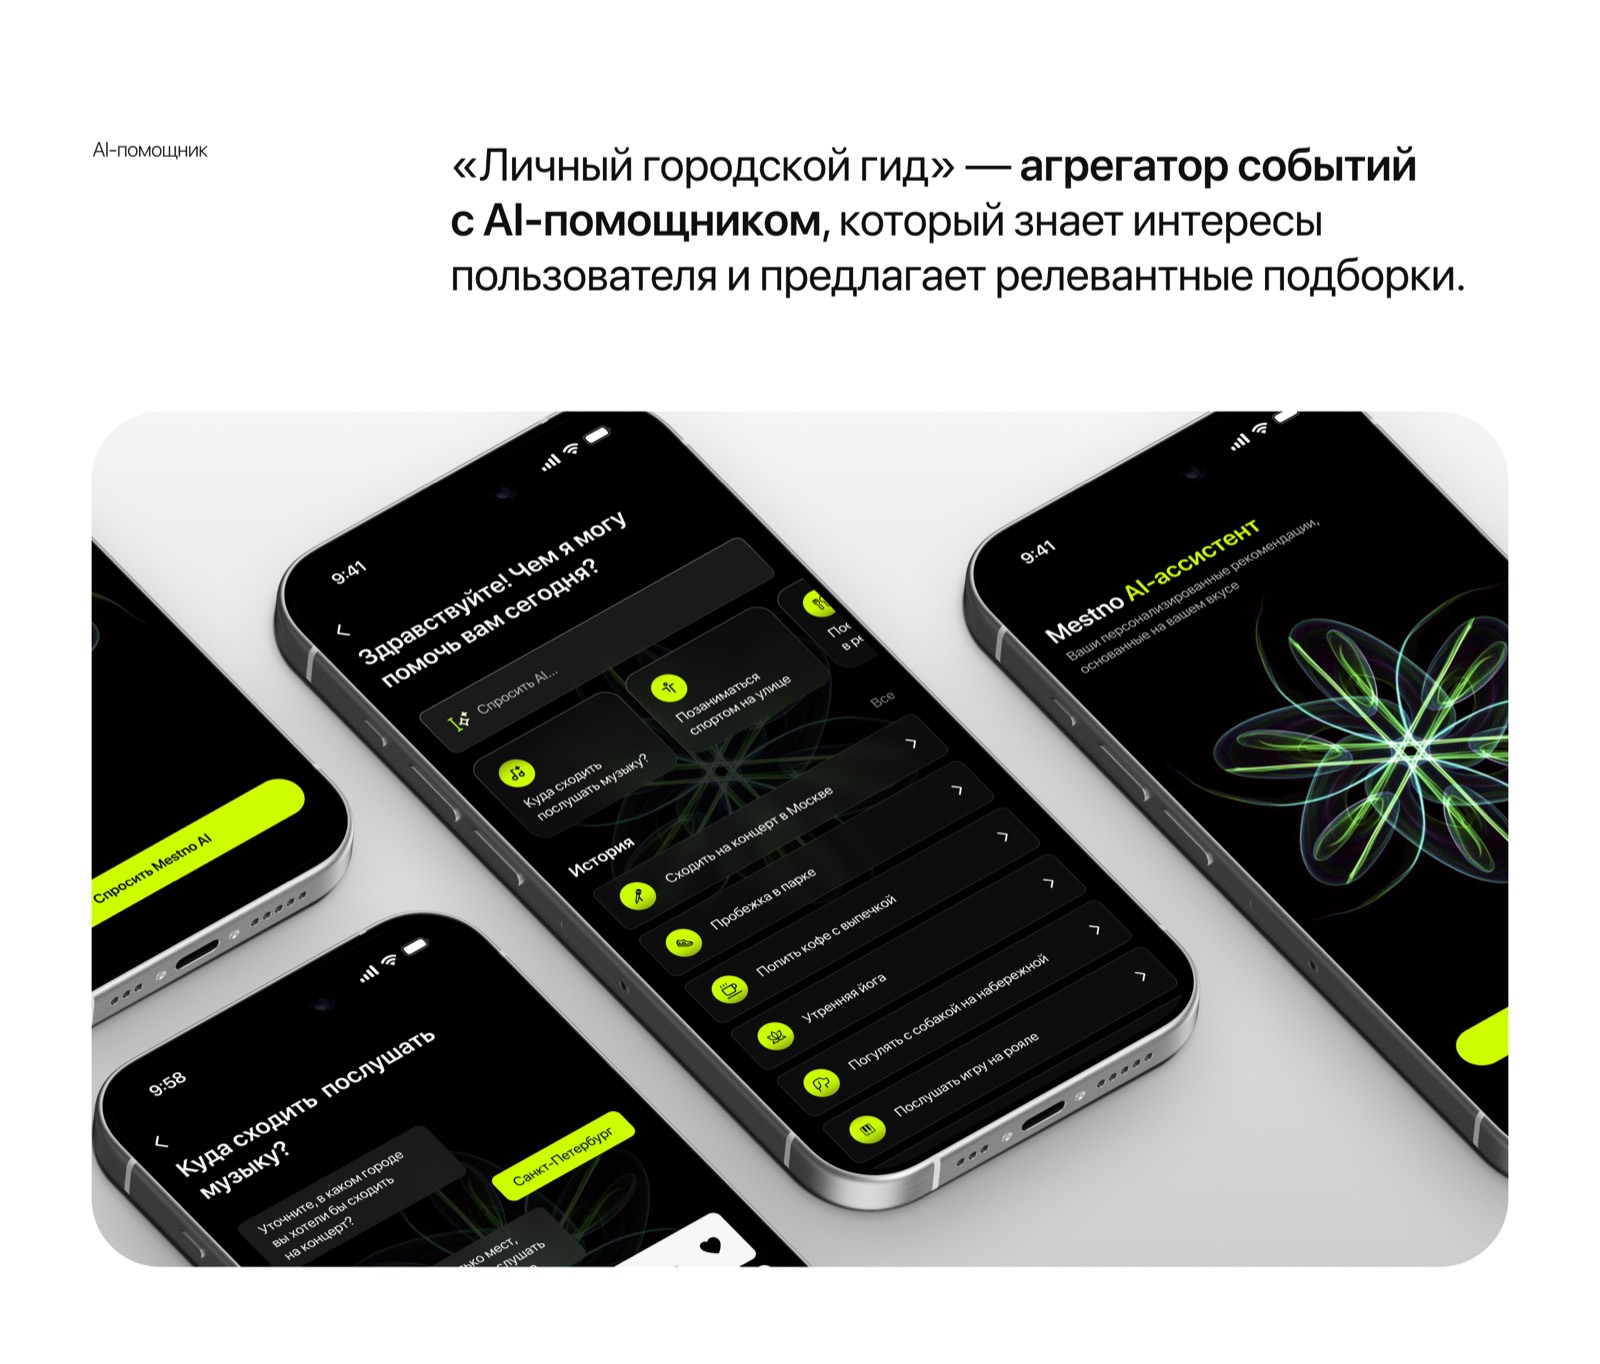 AI-помощник
«Личный городской гид» — агрегатор событий
с AI-помощником, который знает интересы
пользователя и предлагает релевантные подборки.
Спросить Mestno AI
9:41
Здравствуйте! Чем я могу
помочь вам сегодня?
Спросить AI...
Куда сходить
послушать музыку?
Позаниматься
спортом на улице
История
Все
Сходить на концерт в Москве
Пробежка в парке
Попить кофе с выпечкой
Утренняя йога
Погулять с собакой на набережной
Послушать игру на рояле
9:41
Mestno AI-ассистент
Ваши персонализированные рекомендации,
основанные на вашем вкусе
9:58
Куда сходить послушать
музыку?
Уточните, в каком городе
вы хотели бы сходить
на концерт?
Санкт-Петербург
мест,